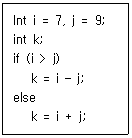 Int i = 7, j = 9;
int k;
if (i > j)
    k = i - j;
else
    k = i + j;